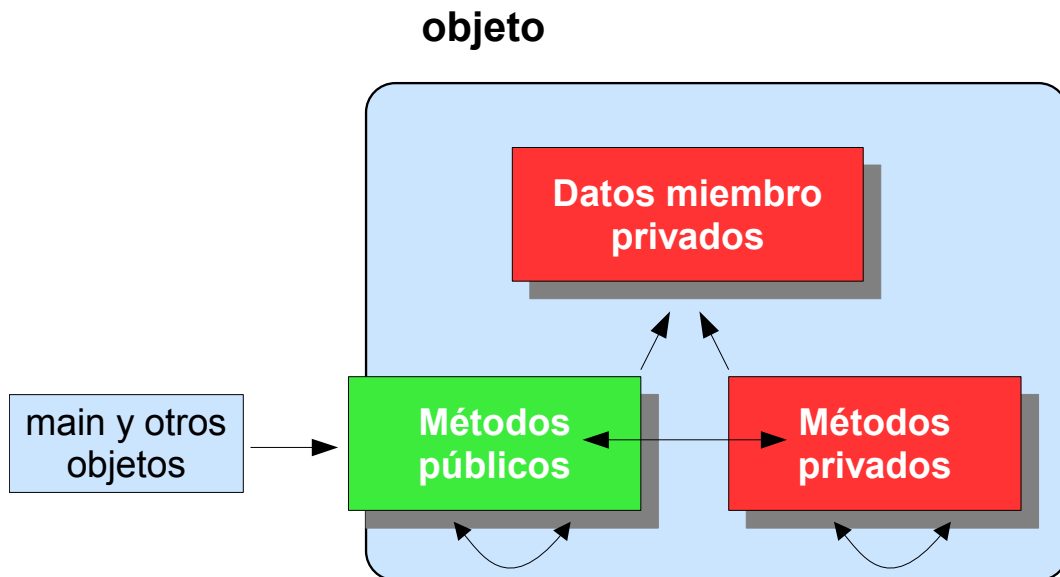 objeto
Datos miembro
privados
main y otros
objetos
Métodos
públicos
Métodos
privados